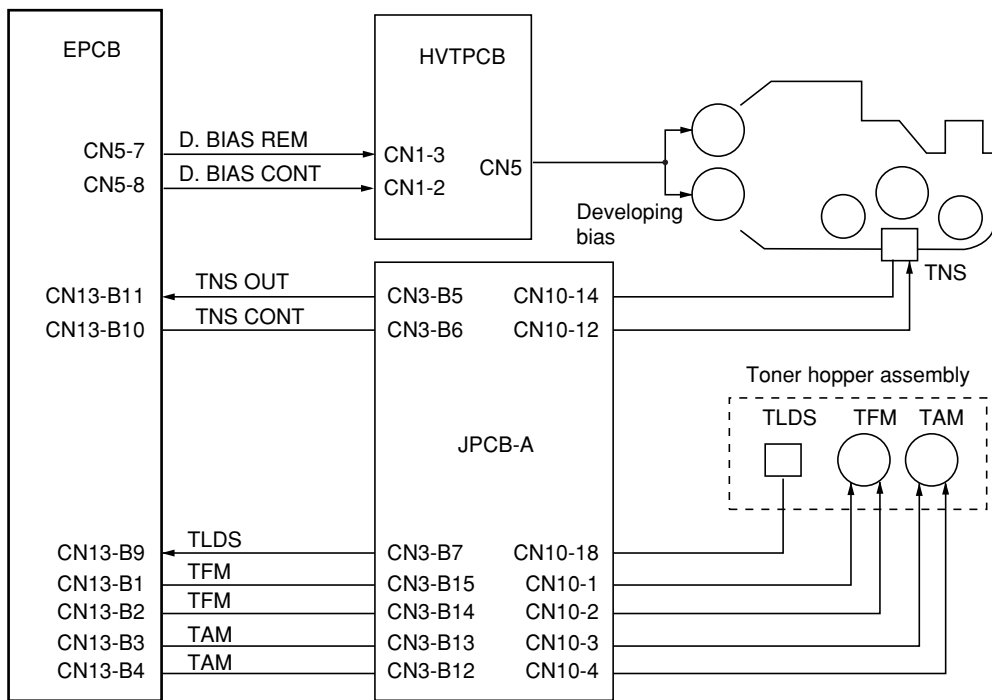 EPCB
HVTPCB
CN5-7
D. BIAS REM
CN1-3
CN5
CN5-8
D. BIAS CONT
CN1-2
Developing
bias
TNS
CN13-B11
TNS OUT
CN3-B5
CN10-14
CN13-B10
TNS CONT
CN3-B6
CN10-12
Toner hopper assembly
TLDS
TFM
TAM
JPCB-A
CN13-B9
TLDS
CN3-B7
CN10-18
CN13-B1
TFM
CN3-B15
CN10-1
CN13-B2
TFM
CN3-B14
CN10-2
CN13-B3
TAM
CN3-B13
CN10-3
CN13-B4
TAM
CN3-B12
CN10-4